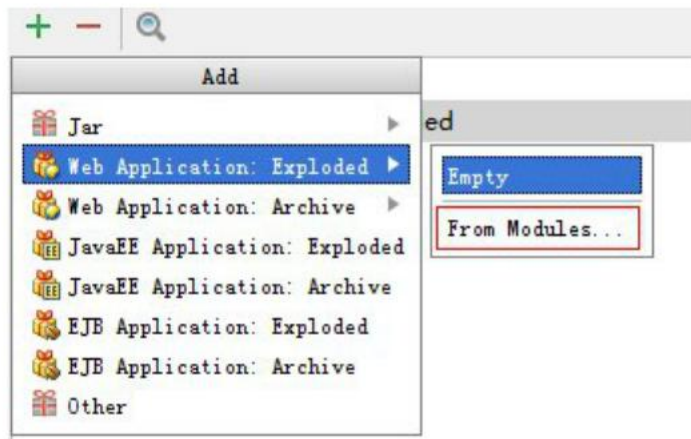 Add
Jar
ed
Web Application: Exploded
Empty
Web Application: Archive
From Modules...
JavaEE Application: Exploded
JavaEE Application: Archive
EJB Application: Exploded
EJB Application: Archive
Other